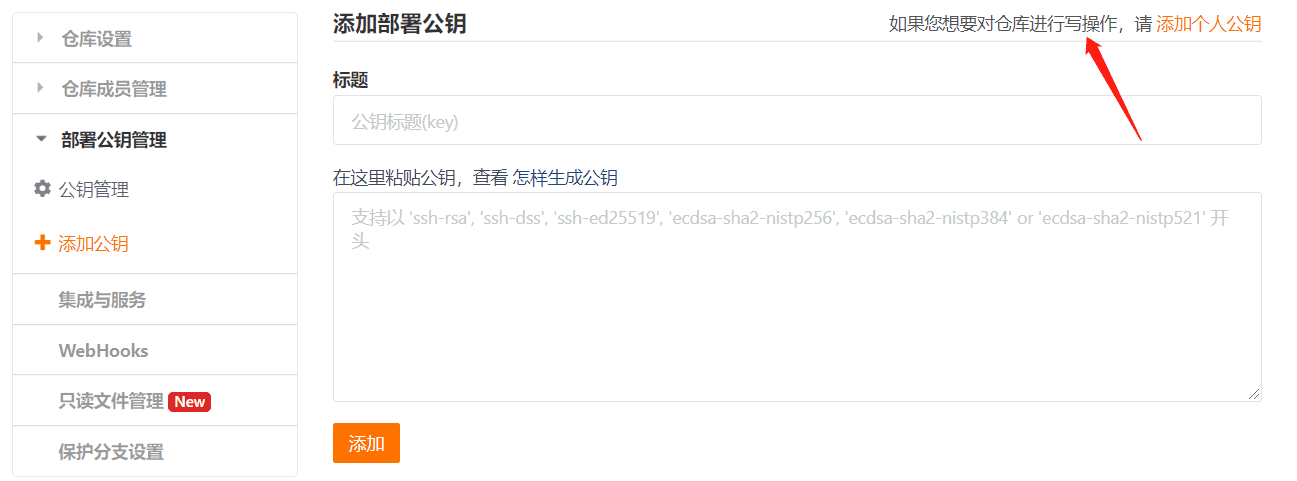 仓库设置
仓库成员管理
部署公钥管理
公钥管理
添加公钥
集成与服务
WebHooks
只读文件管理 New
保护分支设置
添加部署公钥
如果您想要对仓库进行写操作，请 添加个人公钥
标题
公钥标题(key)
在这里粘贴公钥，查看 怎样生成公钥
支持以 'ssh-rsa', 'ssh-dss', 'ssh-ed25519', 'ecdsa-sha2-nistp256', 'ecdsa-sha2-nistp384' or 'ecdsa-sha2-nistp521' 开
头
添加